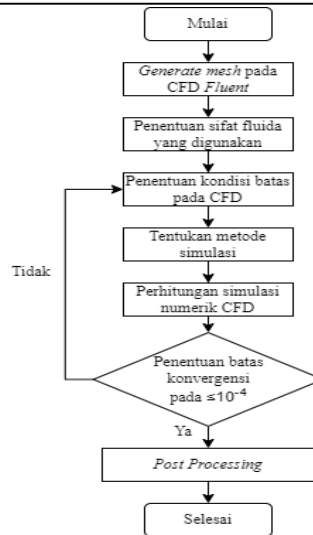 Mulai
Generate mesh pada
CFD Fluent
Penentuan sifat fluida
yang digunakan
Penentuan kondisi batas
pada CFD
Tentukan metode
simulasi
Tidak
Perhitungan simulasi
numerik CFD
Penentuan batas
konvergensi
pada ≤10⁻⁴
Ya
Post Processing
Selesai